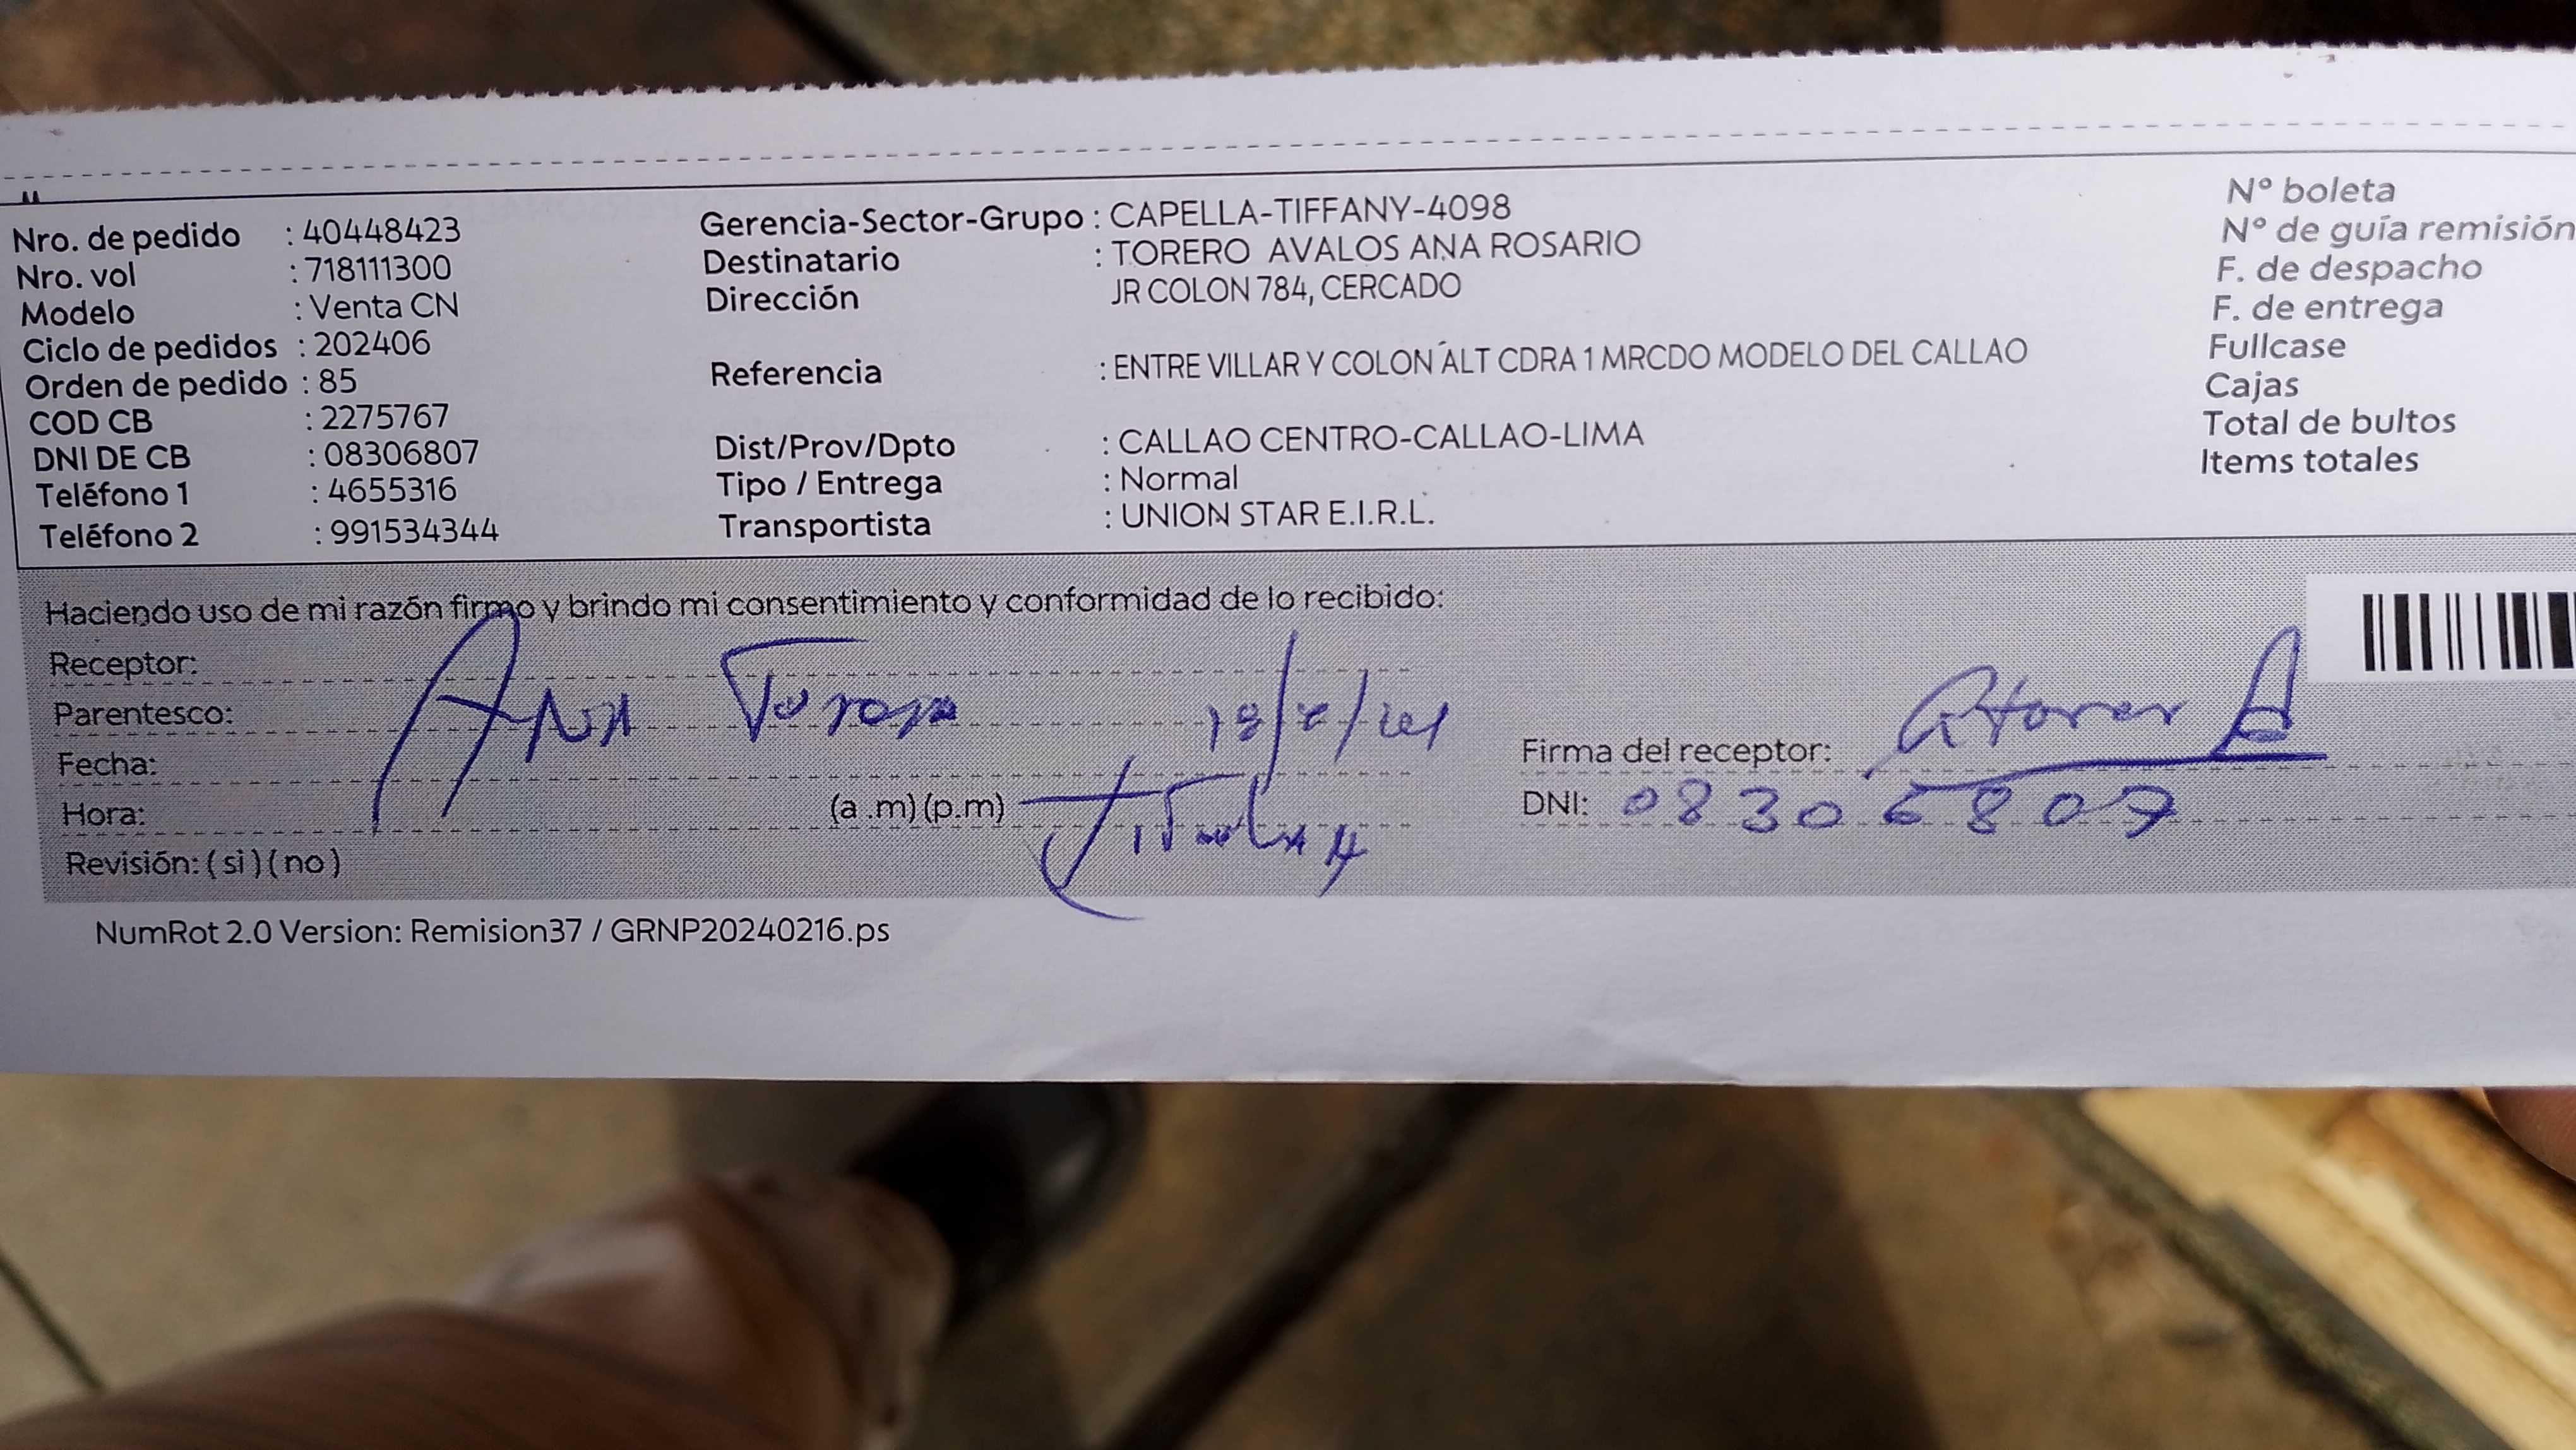 Nro. de pedido : 40448423
Nro. vol : 718111300
Modelo : Venta CN
Ciclo de pedidos : 202406
Orden de pedido : 85
COD CB : 2275767
DNI DE CB : 08306807
Teléfono 1 : 4655316
Teléfono 2 : 991534344
Gerencia-Sector-Grupo : CAPELLA-TIFFANY-4098
Destinatario : TORERO AVALOS ANA ROSARIO
Dirección JR COLON 784, CERCADO
Referencia : ENTRE VILLAR Y COLON ALT CDRA 1 MRCDO MODELO DEL CALLAO
Dist/Prov/Dpto : CALLAO CENTRO-CALLAO-LIMA
Tipo / Entrega : Normal
Transportista : UNION STAR E.I.R.L.
Nº boleta
Nº de guía remisión
F. de despacho
F. de entrega
Fullcase
Cajas
Total de bultos
Items totales
Haciendo uso de mi razón firmo y brindo mi consentimiento y conformidad de lo recibido:
Receptor:
Parentesco: Ana
Fecha:
Hora: (a .m) (p.m) Titular
Revisión: ( si ) ( no )
Firma del receptor:
DNI: 08306807
NumRot 2.0 Version: Remision37 / GRNP20240216.ps